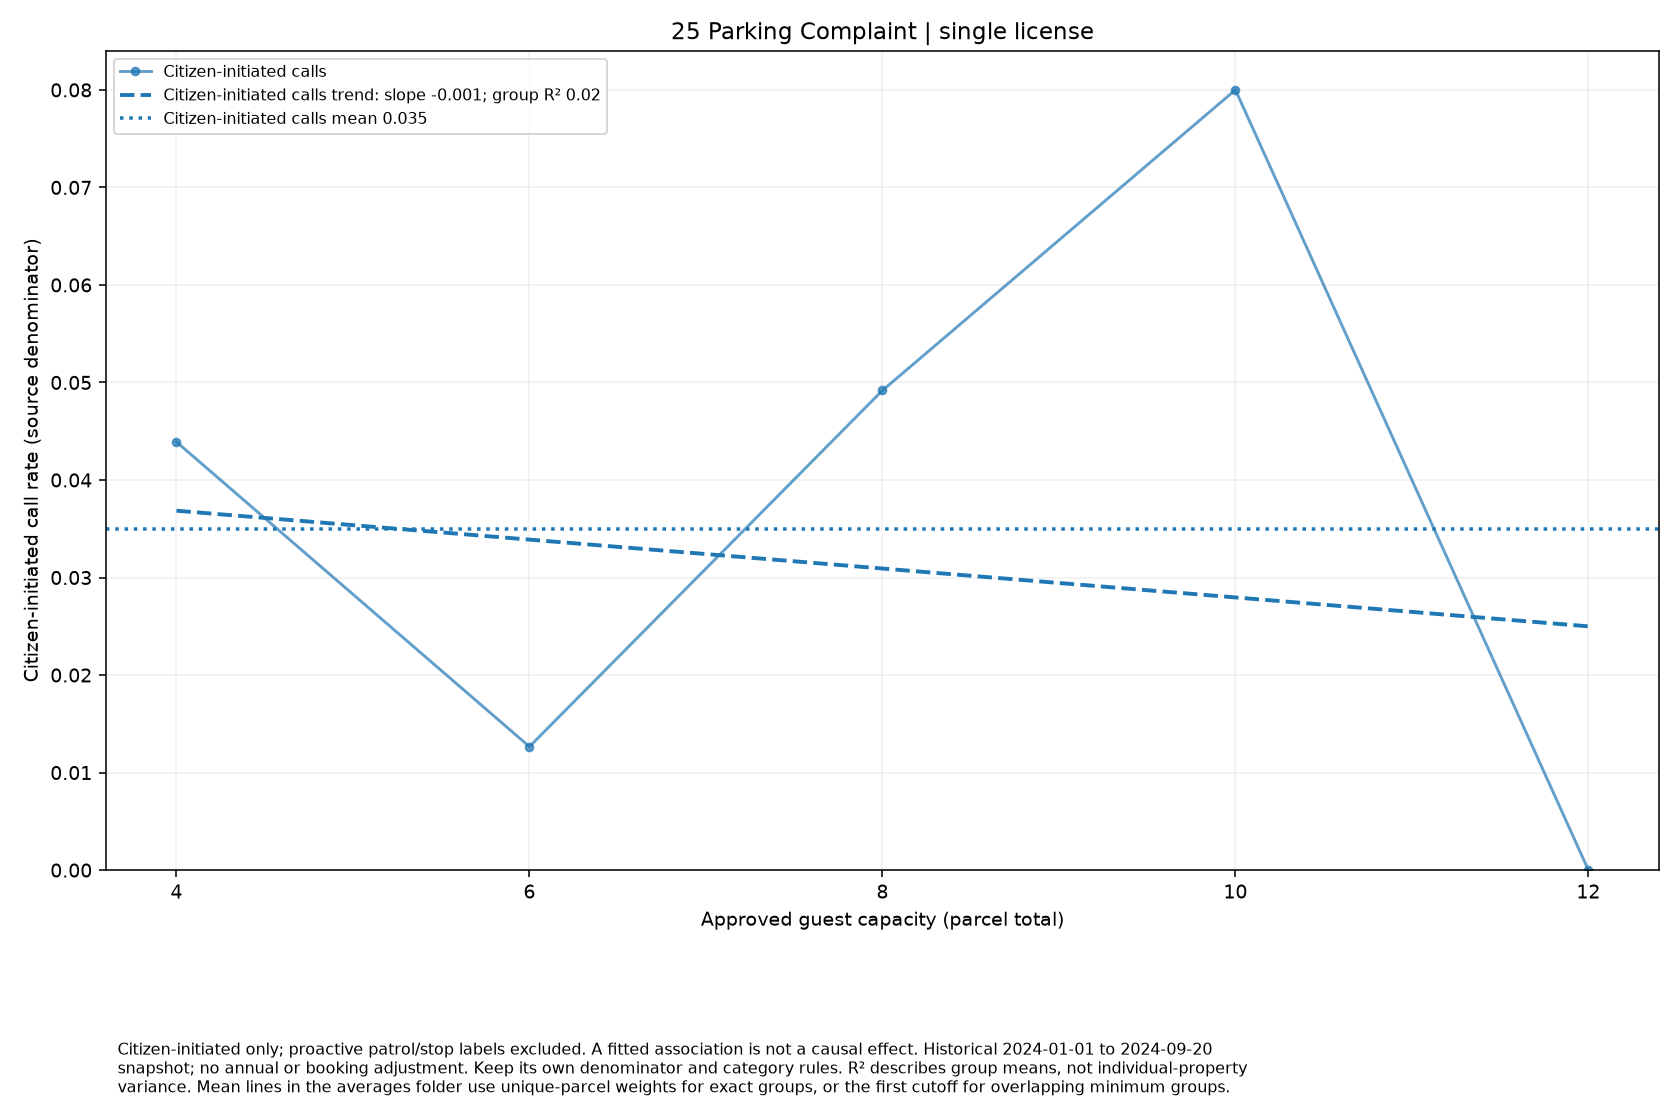 25 Parking Complaint | single license
Citizen-initiated calls
Citizen-initiated calls trend: slope -0.001; group R² 0.02
Citizen-initiated calls mean 0.035
Citizen-initiated call rate (source denominator)
0.08
0.07
0.06
0.05
0.04
0.03
0.02
0.01
0.00
4 6 8 10 12
Approved guest capacity (parcel total)
Citizen-initiated only; proactive patrol/stop labels excluded. A fitted association is not a causal effect. Historical 2024-01-01 to 2024-09-20
snapshot; no annual or booking adjustment. Keep its own denominator and category rules. R² describes group means, not individual-property
variance. Mean lines in the averages folder use unique-parcel weights for exact groups, or the first cutoff for overlapping minimum groups.